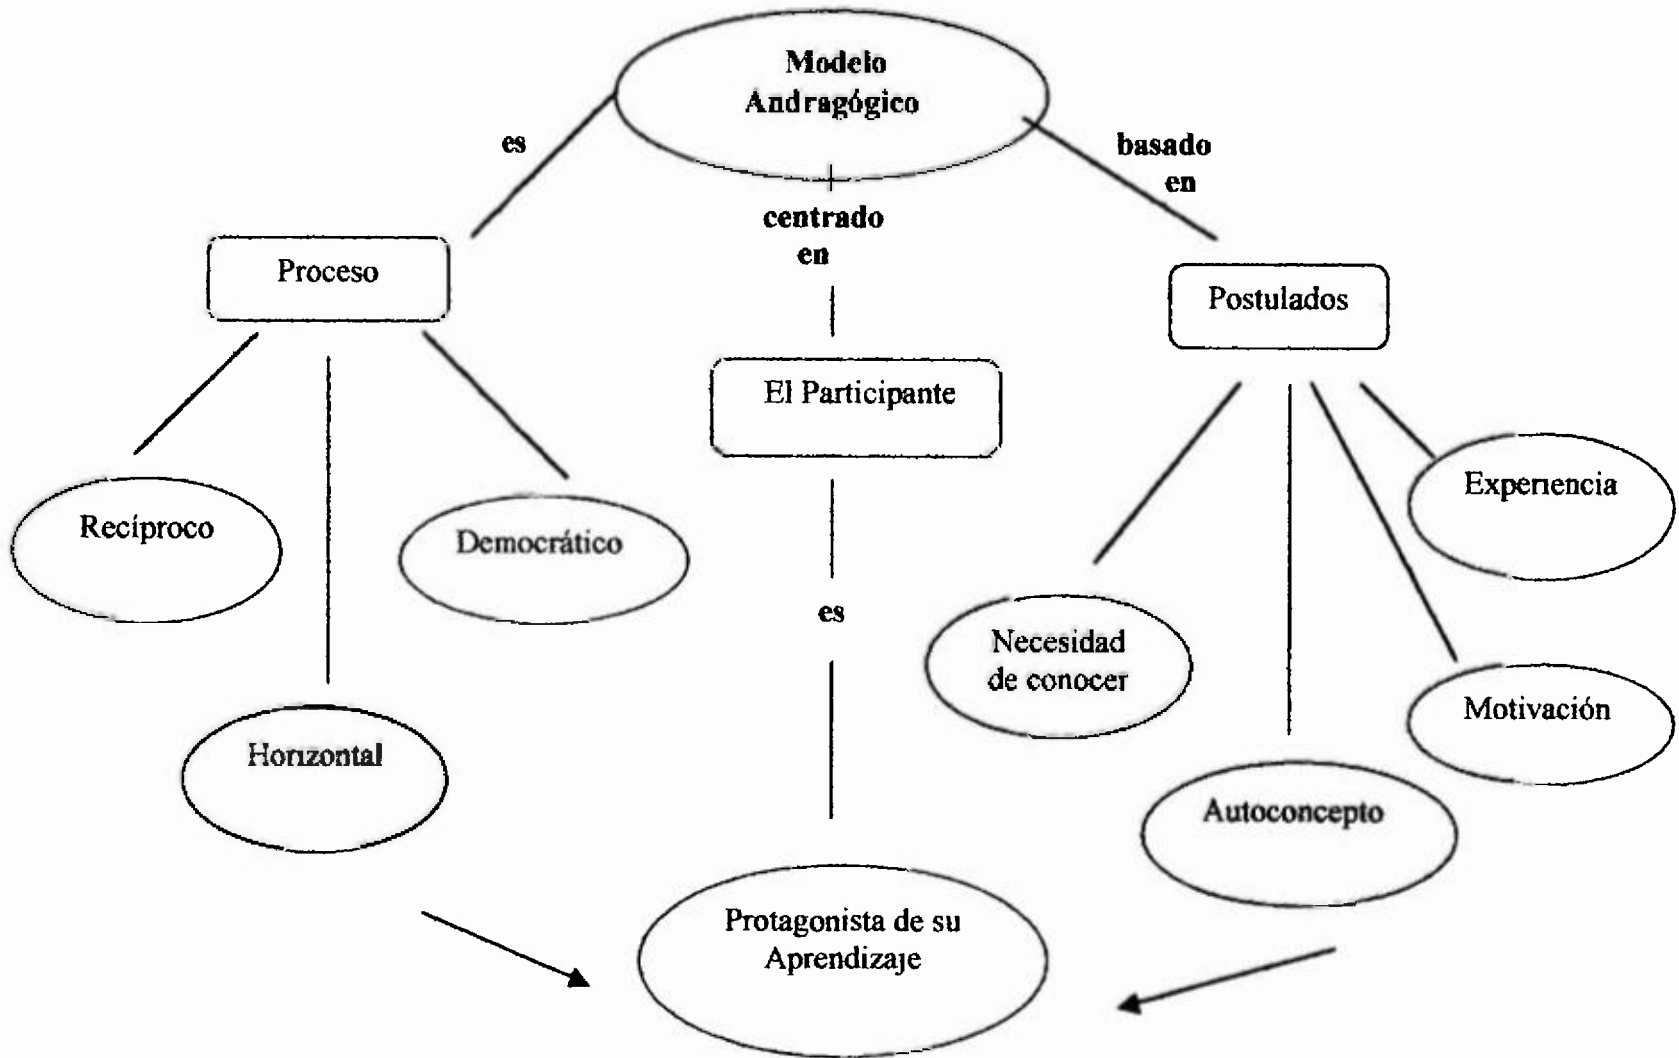 Modelo
Andragógico
es
basado
en
centrado
en
Proceso
Postulados
El Participante
Recíproco
Democrático
Experiencia
es
Necesidad
de conocer
Motivación
Horizontal
Autoconcepto
Protagonista de su
Aprendizaje